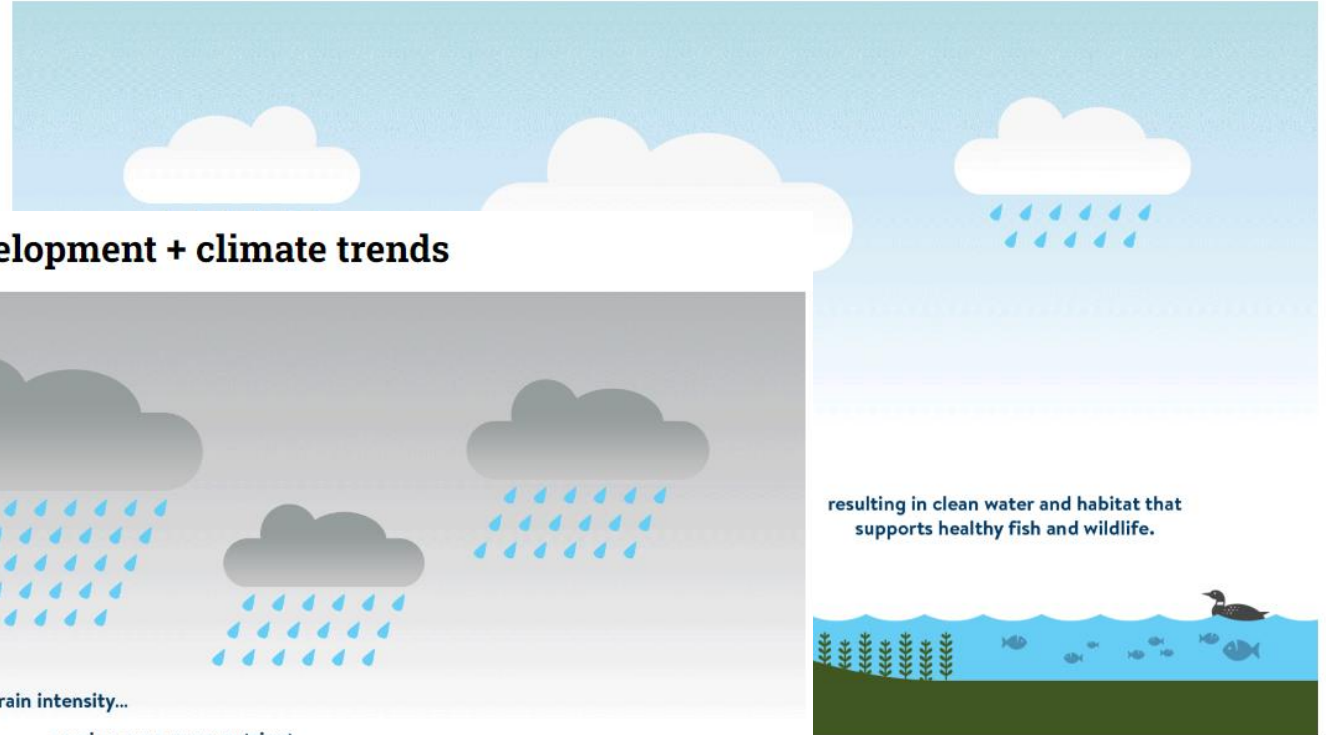 elopment + climate trends
resulting in clean water and habitat that
supports healthy fish and wildlife.
rain intensity...